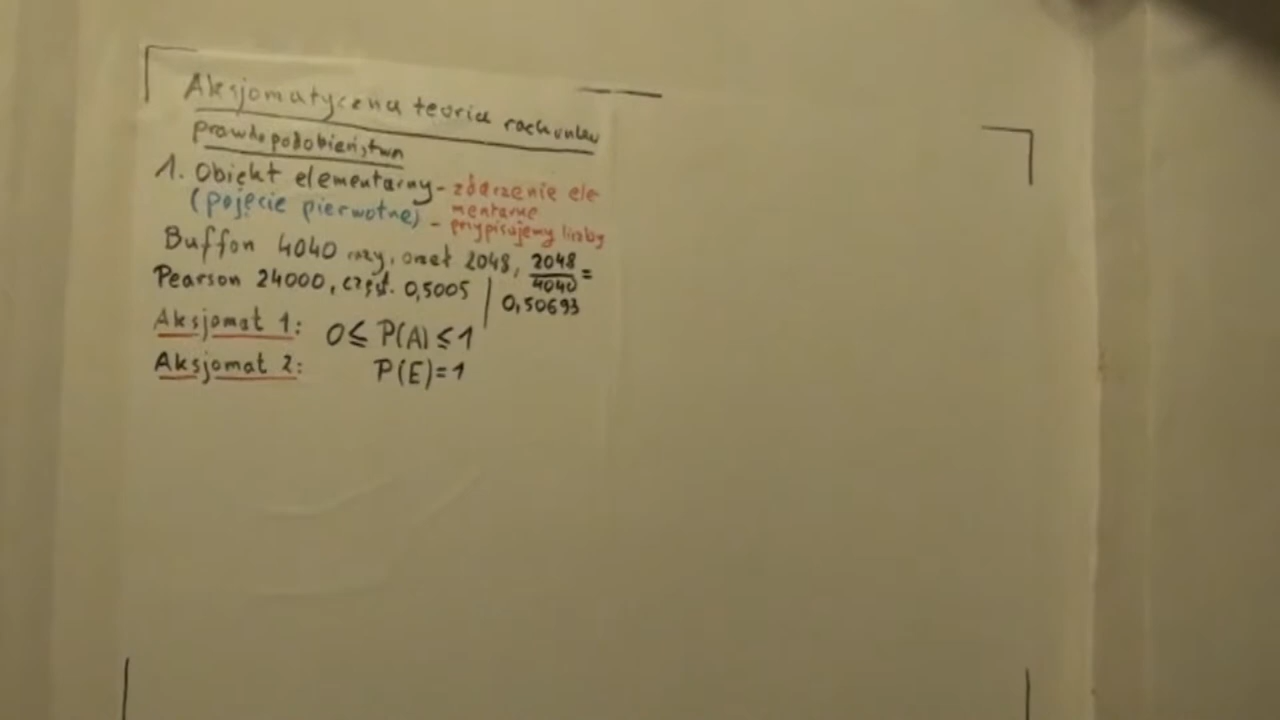 Aksjomatyczna teoria rachunku
prawdopodobieństwa
1. Obiekt elementarny - zdarzenie ele-
(pojęcie pierwotne) mentarne
- przypisujemy liczby
Buffon 4040 razy, orzeł 2048, 2048/4040 =
Pearson 24000, częst. 0,5005 | 0,50693
Aksjomat 1: 0 ≤ P(A) ≤ 1
Aksjomat 2: P(E)=1